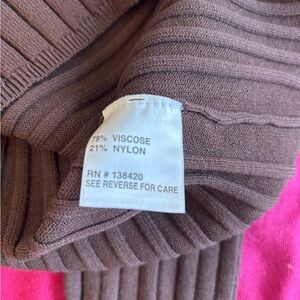 79% VISCOSE
21% NYLON
RN # 138420
SEE REVERSE FOR CARE